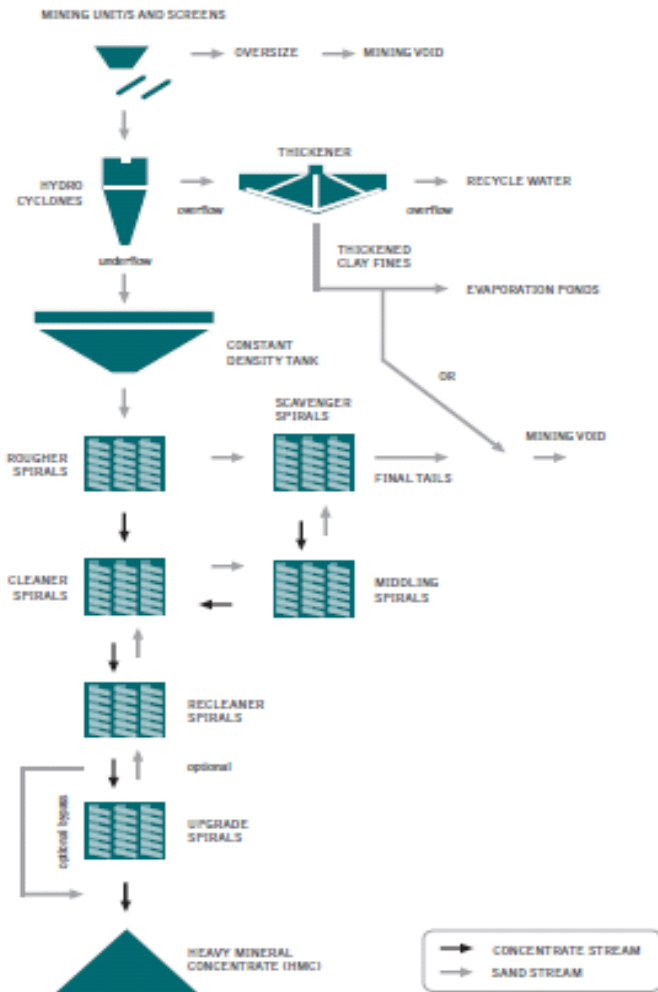 MINING UNIT/S AND SCREENS
OVERSIZE
MINING VOID
THICKENER
HYDRO
CYCLONES
RECYCLE WATER
overflow
overflow
underflow
THICKENED
CLAY FINES
EVAPORATION PONDS
CONSTANT
DENSITY TANK
OR
SCAVENGER
SPIRALS
MINING VOID
ROUGHER
SPIRALS
FINAL TAILS
CLEANER
SPIRALS
MIDDLING
SPIRALS
RECLEANER
SPIRALS
optional
optional bypass
UPGRADE
SPIRALS
HEAVY MINERAL
CONCENTRATE (HMC)
CONCENTRATE STREAM
SAND STREAM